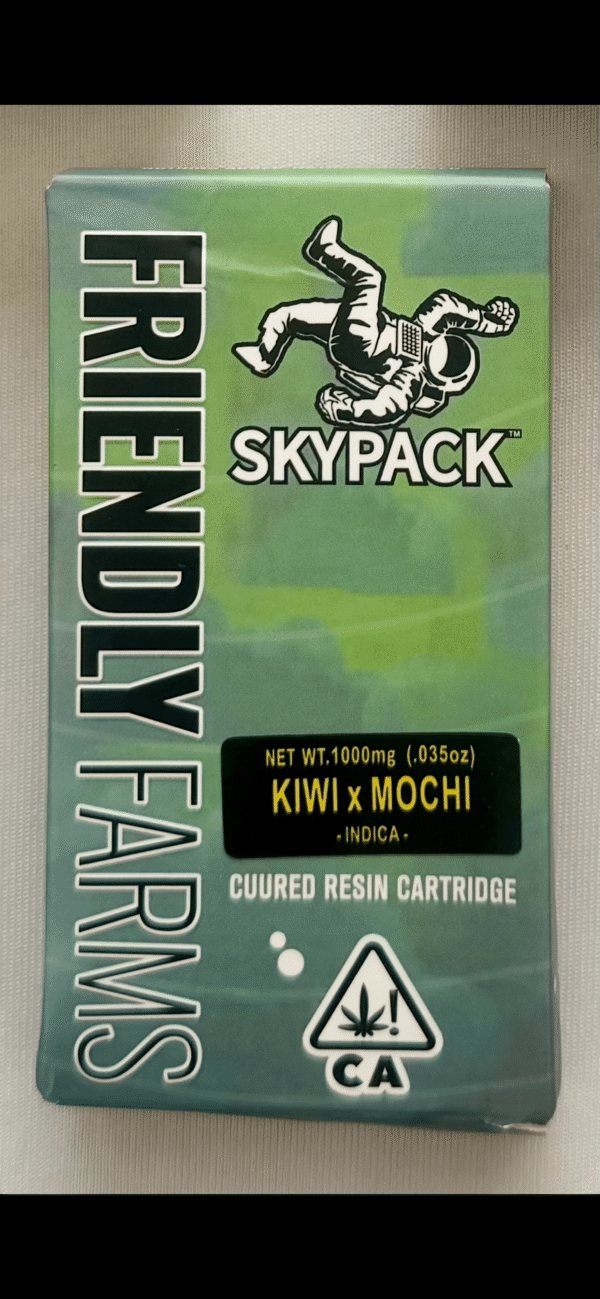 FRIENDLY FARMS
SKYPACK™
NET WT.1000mg (.035oz)
KIWI x MOCHI
-INDICA-
CUURED RESIN CARTRIDGE
!
CA